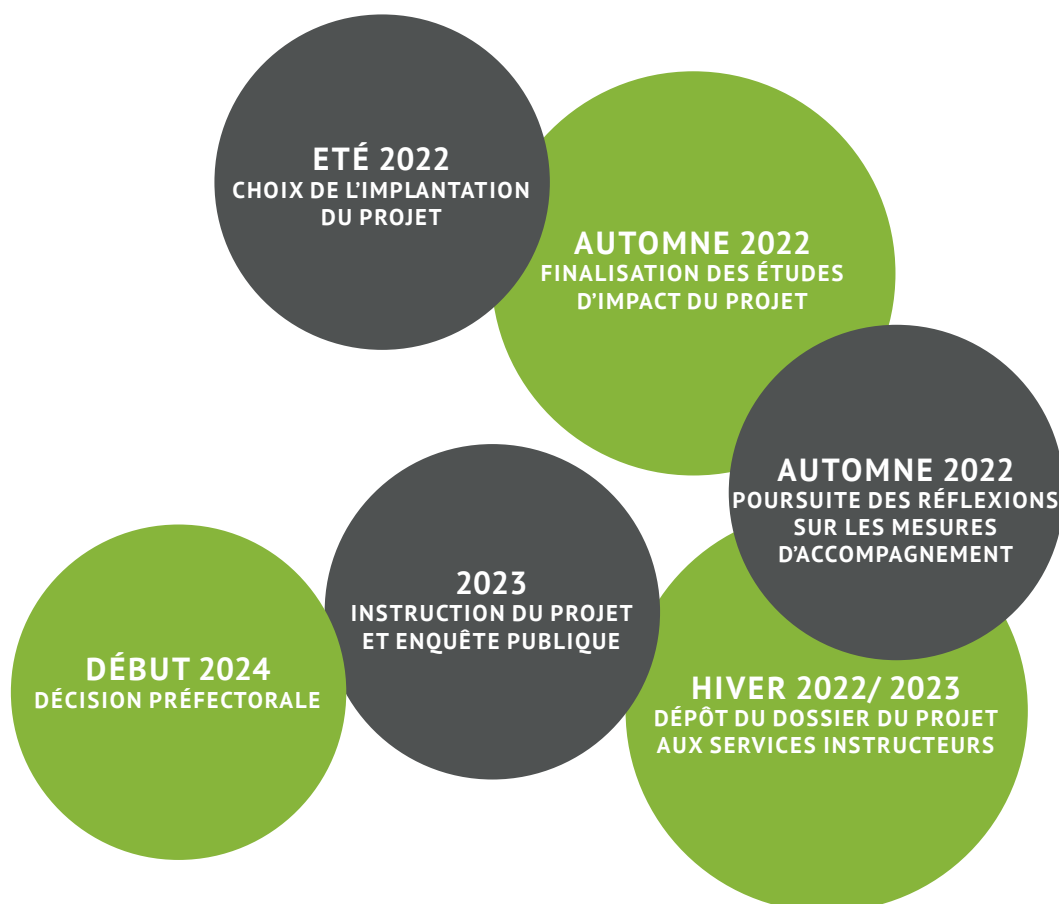 ETÉ 2022
CHOIX DE L’IMPLANTATION
DU PROJET
AUTOMNE 2022
FINALISATION DES ÉTUDES
D’IMPACT DU PROJET
AUTOMNE 2022
POURSUITE DES RÉFLEXIONS
SUR LES MESURES
D’ACCOMPAGNEMENT
HIVER 2022/ 2023
DÉPÔT DU DOSSIER DU PROJET
AUX SERVICES INSTRUCTEURS
2023
INSTRUCTION DU PROJET
ET ENQUÊTE PUBLIQUE
DÉBUT 2024
DÉCISION PRÉFECTORALE